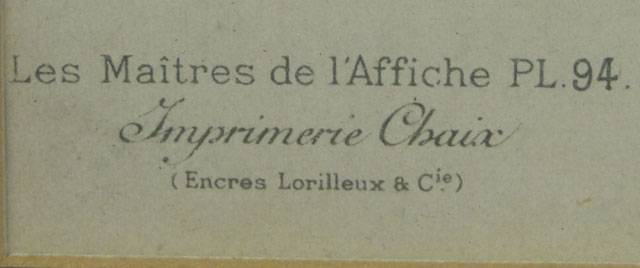 Les Maîtres de l'Affiche PL.94.
Imprimerie Chaix
(Encres Lorilleux & Cie.)